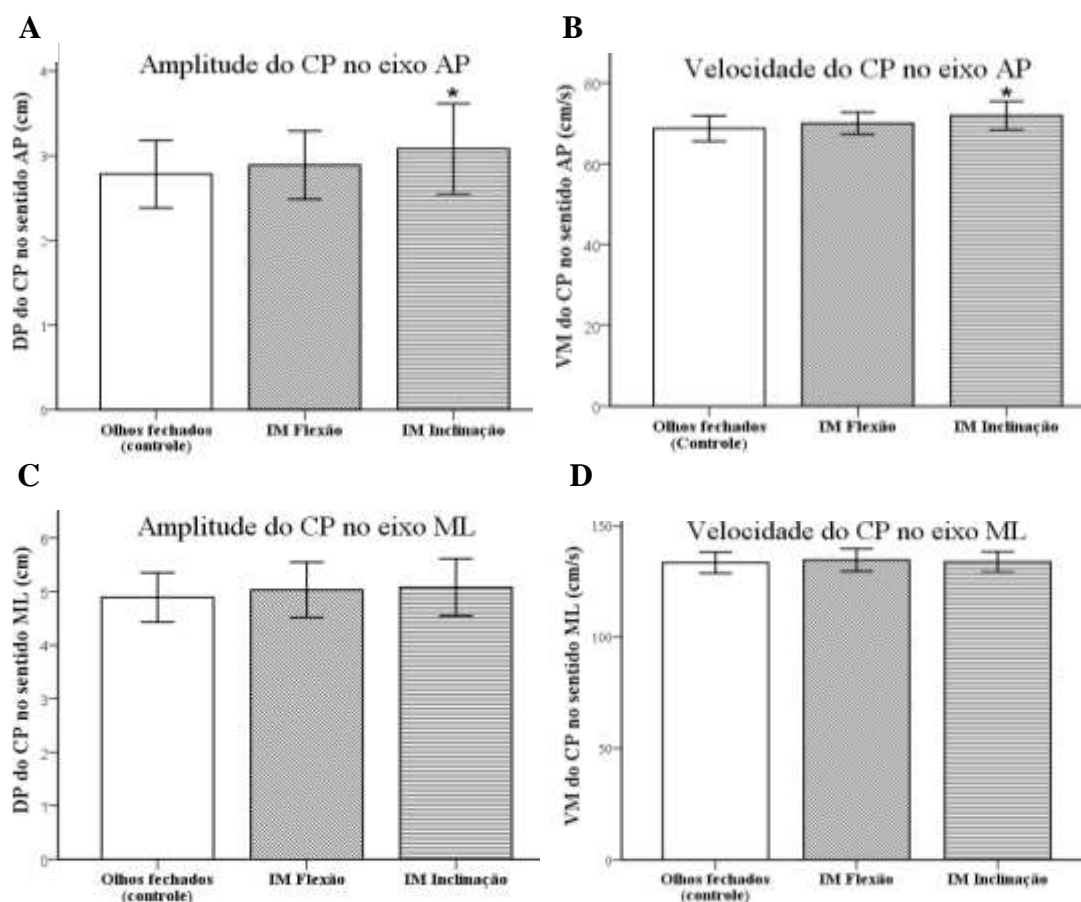 A
Amplitude do CP no eixo AP
DP do CP no sentido AP (cm)
4
*
3
2
1
0
Olhos fechados
(controle)
IM Flexão
IM Inclinação
B
Velocidade do CP no eixo AP
VM do CP no sentido AP (cm/s)
80
*
60
40
20
0
Olhos fechados
(Controle)
IM Flexão
IM Inclinação
C
Amplitude do CP no eixo ML
DP do CP no sentido ML (cm)
6
5
4
3
2
1
0
Olhos fechados
(controle)
IM Flexão
IM Inclinação
D
Velocidade do CP no eixo ML
VM do CP no sentido ML (cm/s)
150
100
50
0
Olhos fechados
(controle)
IM Flexão
IM Inclinação